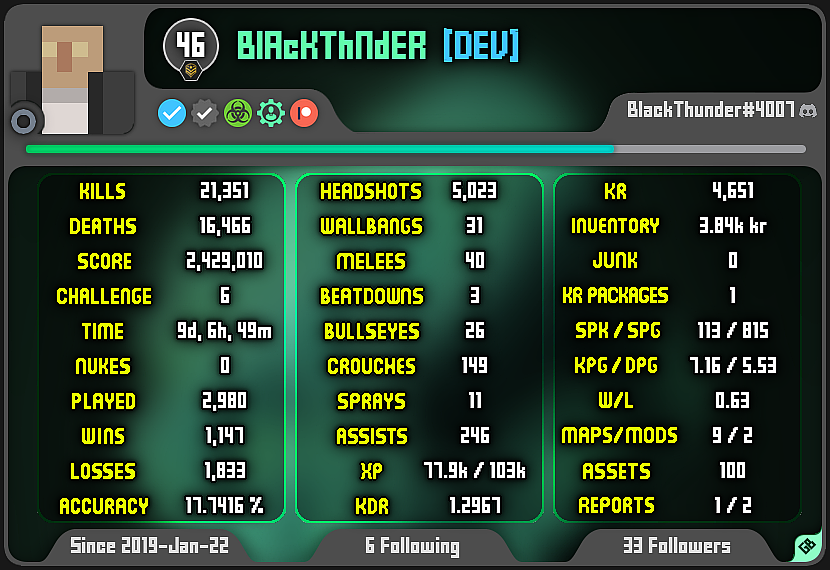 46 BlAcKThNdER [DEV]
BlackThunder#4007
KILLS 21,351 HEADSHOTS 5,023 KR 4,651
DEATHS 16,466 WALLBANGS 31 INVENTORY 3.84k kr
SCORE 2,429,010 MELEES 40 JUNK 0
CHALLENGE 6 BEATDOWNS 3 KR PACKAGES 1
TIME 9d, 6h, 49m BULLSEYES 26 SPK / SPG 113 / 815
NUKES 0 CROUCHES 149 KPG / DPG 7.16 / 5.53
PLAYED 2,980 SPRAYS 11 W/L 0.63
WINS 1,147 ASSISTS 246 MAPS/MODS 9 / 2
LOSSES 1,833 XP 77.9k / 103k ASSETS 100
ACCURACY 17.7416 % KDR 1.2967 REPORTS 1 / 2
Since 2019-Jan-22 6 Following 33 Followers